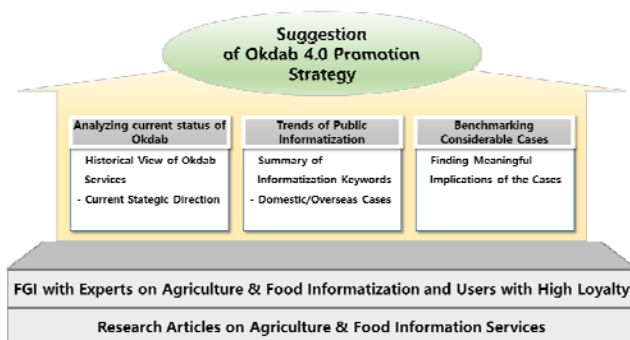 Suggestion
of Okdab 4.0 Promotion
Strategy
Analyzing current status of
Okdab
Historical View of Okdab
Services
- Current Stategic Direction
Trends of Public
Informatization
Summary of
Informatization Keywords
- Domestic/Overseas Cases
Benchmarking
Considerable Cases
Finding Meaningful
Implications of the Cases
FGI with Experts on Agriculture & Food Informatization and Users with High Loyalty
Research Articles on Agriculture & Food Information Services